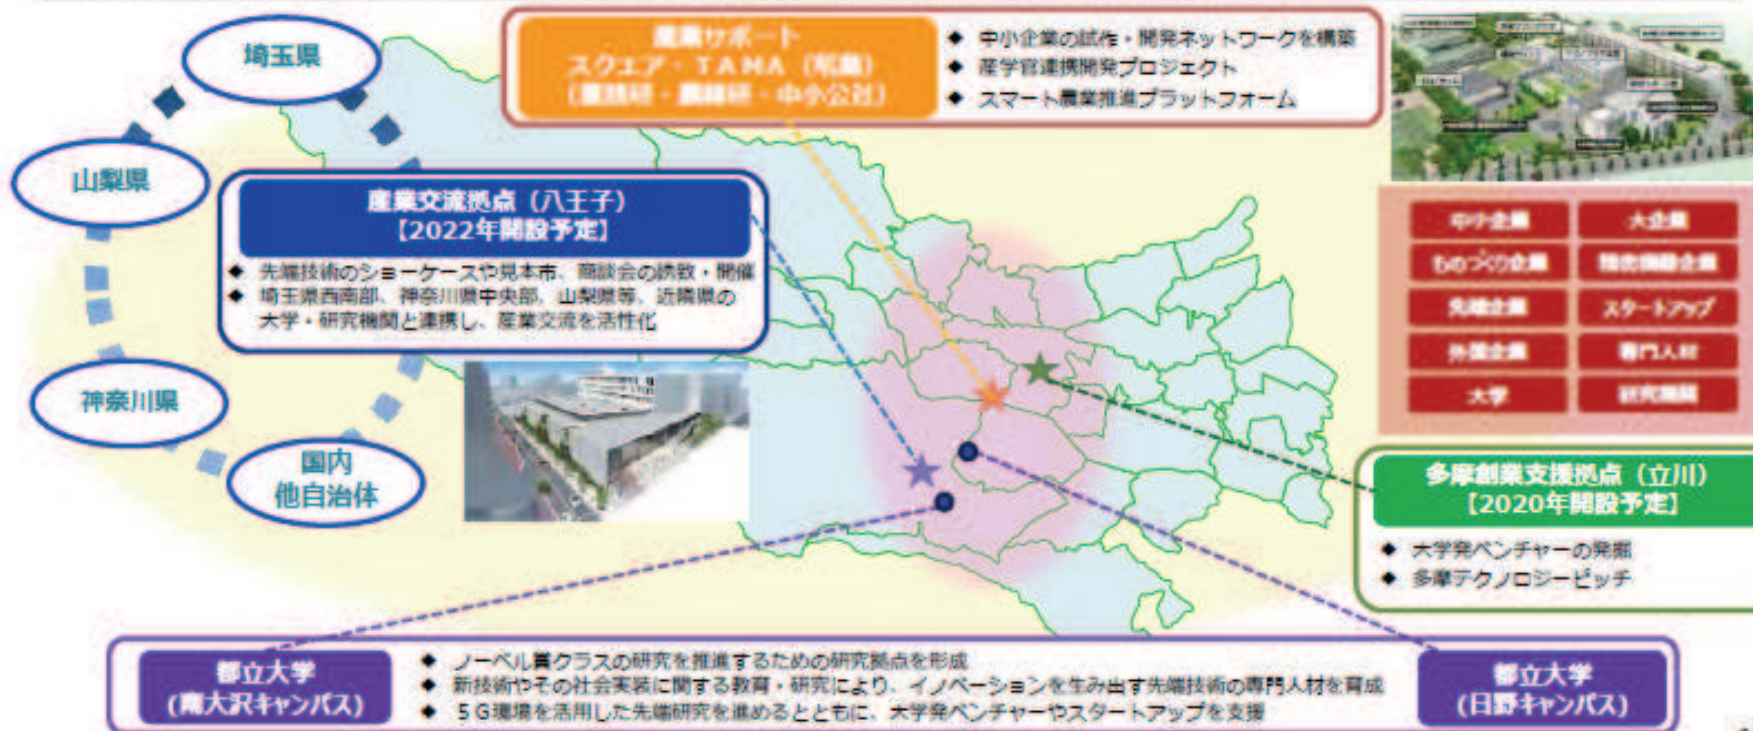 埼玉県
山梨県
神奈川県
国内
他自治体
産業サポート
スクエア・TAMA(昭島)
中小企業の試作・開発ネットワークを構築
産学官連携開発プロジェクト
スマート農業推進プラットフォーム
産業交流拠点(八王子)
【2022年開設予定】
先端技術のショーケースや見本市、商談会の誘致・開催
埼玉県西南部、神奈川県中央部、山梨県等、近隣県の
大学・研究機関と連携し、産業交流を活性化
中小企業
大企業
ものづくり企業
先端企業
スタートアップ
外国企業
専門人材
大学
研究機関
多摩創業支援拠点(立川)
【2020年開設予定】
大学発ベンチャーの発掘
多摩テクノロジーピッチ
都立大学
(南大沢キャンパス)
ノーベル賞クラスの研究を推進するための研究拠点を形成
新技術やその社会実装に関する教育・研究により、イノベーションを生み出す先端技術の専門人材を育成
5G環境を活用した先端研究を進めるとともに、大学発ベンチャーやスタートアップを支援
都立大学
(日野キャンパス)